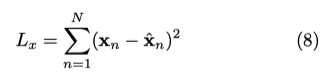 $L_x = \sum_{n=1}^{N} (\mathbf{x}_n - \hat{\mathbf{x}}_n)^2$ (8)